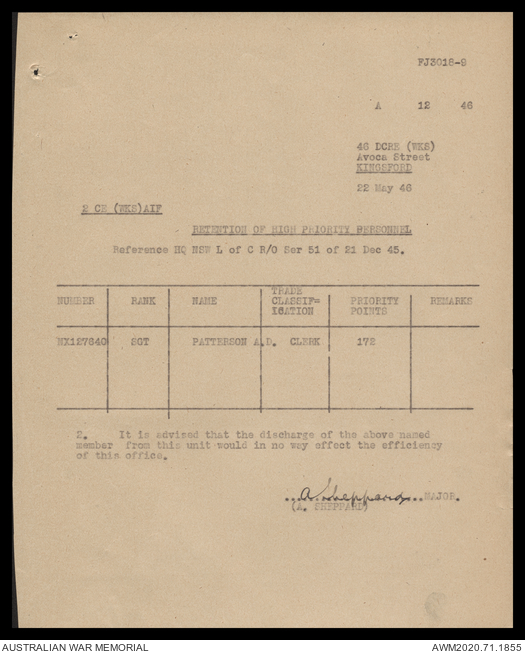 FJ3018-9
A 12 46
46 DCRE (WKS)
Avoca Street
KINGSFORD
22 May 46
2 CE (WKS)AIF
RETENTION OF HIGH PRIORITY PERSONNEL
Reference HQ NSW L of C R/O Ser 51 of 21 Dec 45.
NUMBER RANK NAME TRADE CLASSIF=ICATION PRIORITY POINTS REMARKS
NX127640 SGT PATTERSON A.D. CLERK 172
2. It is advised that the discharge of the above named
member from this unit would in no way effect the efficiency
of this office.
A Sheppard MAJOR.
(A. SHEPPARD)
AUSTRALIAN WAR MEMORIAL AWM2020.71.1855